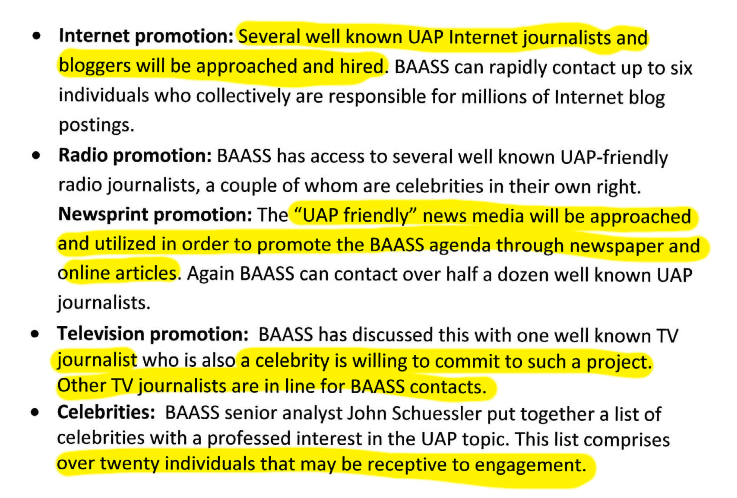 • Internet promotion: Several well known UAP Internet journalists and
bloggers will be approached and hired. BAASS can rapidly contact up to six
individuals who collectively are responsible for millions of Internet blog
postings.
• Radio promotion: BAASS has access to several well known UAP-friendly
radio journalists, a couple of whom are celebrities in their own right.
Newsprint promotion: The “UAP friendly” news media will be approached
and utilized in order to promote the BAASS agenda through newspaper and
online articles. Again BAASS can contact over half a dozen well known UAP
journalists.
• Television promotion: BAASS has discussed this with one well known TV
journalist who is also a celebrity is willing to commit to such a project.
Other TV journalists are in line for BAASS contacts.
• Celebrities: BAASS senior analyst John Schuessler put together a list of
celebrities with a professed interest in the UAP topic. This list comprises
over twenty individuals that may be receptive to engagement.